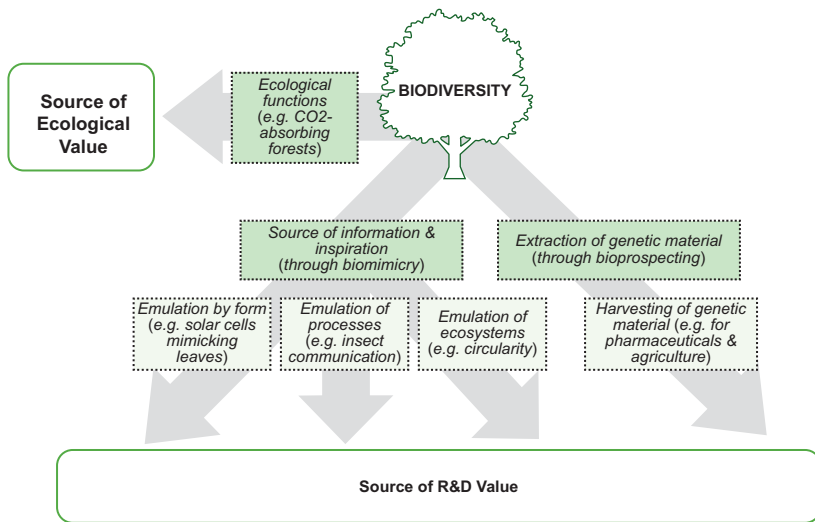 BIODIVERSITY
Source of
Ecological
Value
Ecological
functions
(e.g. CO2-
absorbing
forests)
Source of information &
inspiration
(through biomimicry)
Extraction of genetic material
(through bioprospecting)
Emulation by form
(e.g. solar cells
mimicking
leaves)
Emulation of
processes
(e.g. insect
communication)
Emulation of
ecosystems
(e.g. circularity)
Harvesting of genetic
material (e.g. for
pharmaceuticals &
agriculture)
Source of R&D Value